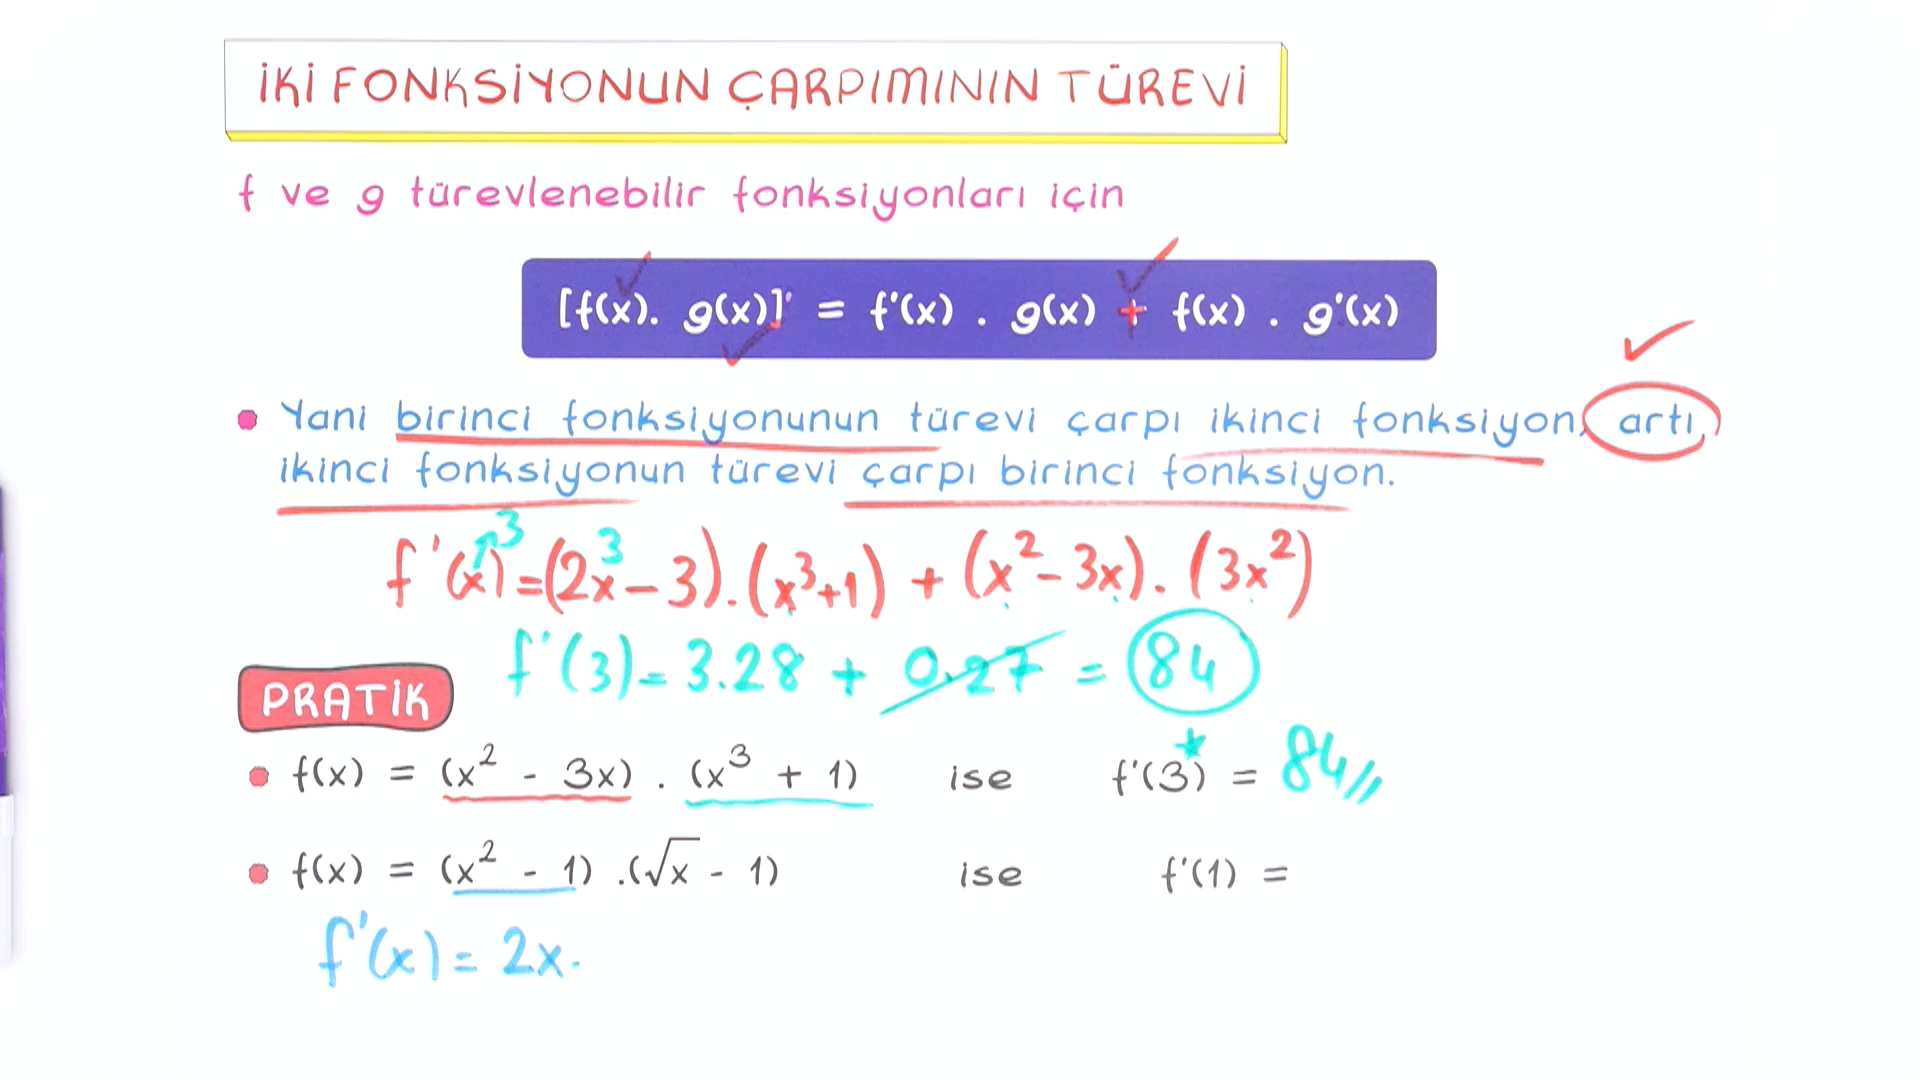 İKİ FONKSİYONUN ÇARPIMININ TÜREVİ
f ve g türevlenebilir fonksiyonları için
[f(x). g(x)]' = f'(x) . g(x) + f(x) . g'(x)
Yani birinci fonksiyonunun türevi çarpı ikinci fonksiyon, artı,
ikinci fonksiyonun türevi çarpı birinci fonksiyon.
3 3
f'(x) = (2x - 3).(x³+1) + (x² - 3x).(3x²)
f'(3) = 3.28 + 0.27 = 84
PRATİK
f(x) = (x² - 3x) . (x³ + 1) ise f'(3) = 84//
f(x) = (x² - 1) .(√x - 1) ise f'(1) =
f'(x) = 2x.